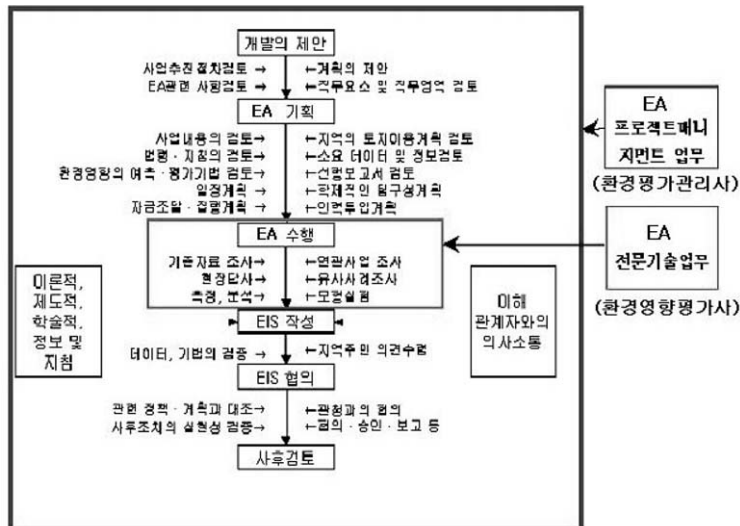 개발의 제안
사업추진절차검토→ ←계획의 제안
EA관련 사항검토→ ←직무요소 및 직무영역 검토
EA 기획
사업내용의 검토→ ←지역의 토지이용계획 검토
법령·지침의 검토→ ←소요 데이터 및 정보검토
환경영향의 예측·평가기법 검토→ ←선행보고서 검토
일정계획→ ←학제적인 팀구성계획
자금조달·집행계획→ ←인력투입계획
EA 수행
기존자료 조사→ ←연관사업 조사
현장답사→ ←유사사례조사
측정, 분석→ ←모형실험
EIS 작성
데이터, 기법의 검증→ ←지역주민 의견수렴
EIS 협의
관련 정책·계획과 대조→ ←관청과의 협의
사후조치의 실현성 검증→ ←협의·승인·보고 등
사후검토
이론적,
제도적,
학술적,
정보 및
지침
이해
관계자와의
의사소통
EA
프로젝트매니
지먼트 업무
(환경평가관리사)
EA
전문기술업무
(환경영향평가사)